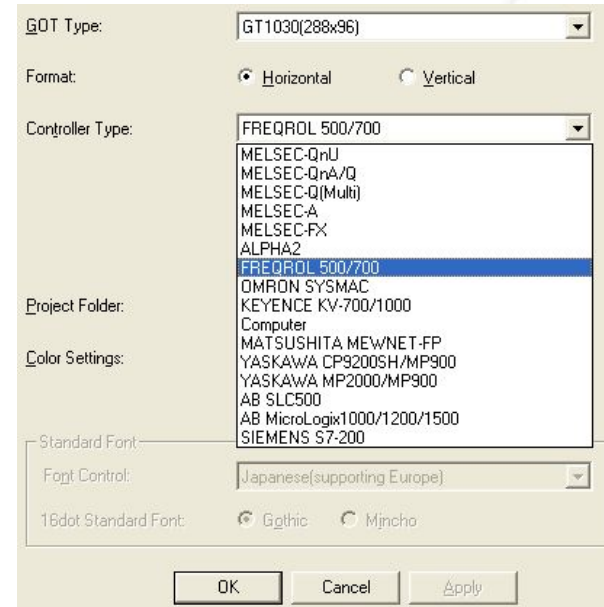 GOT Type: GT1030(288x96)
Format: Horizontal Vertical
Controller Type: FREQROL 500/700
MELSEC-QnU
MELSEC-QnA/Q
MELSEC-Q(Multi)
MELSEC-A
MELSEC-FX
ALPHA2
FREQROL 500/700
OMRON SYSMAC
Project Folder: KEYENCE KV-700/1000
Computer
MATSUSHITA MEWNET-FP
Color Settings: YASKAWA CP9200SH/MP900
YASKAWA MP2000/MP900
AB SLC500
AB MicroLogix1000/1200/1500
SIEMENS S7-200
Standard Font
Font Control: Japanese(supporting Europe)
16dot Standard Font: Gothic Mincho
OK Cancel Apply